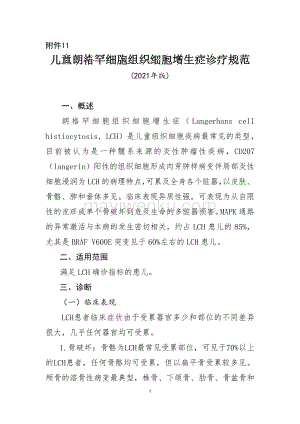 附件11
儿童朗格罕细胞组织细胞增生症诊疗规范
(2021年版)
一、概述
朗格罕细胞组织细胞增生症（Langerhans cell
histiocytosis, LCH）是儿童组织细胞疾病最常见的类型，
目前被认为是一种髓系来源的炎性肿瘤性疾病，CD207
（langerin）阳性的组织细胞形成肉芽肿样病变伴局部炎性
细胞浸润为LCH的病理特点，可累及全身各个脏器，以皮肤、
骨骼、肺和垂体多见。临床表现异质性强，可表现为从自限
性的皮疹或单个骨破坏到危及生命的多脏器损害。MAPK通路
的异常激活与本病的发生密切相关，约占LCH患儿的85%，
尤其是BRAF V600E突变见于60%左右的LCH患儿。
二、适用范围
满足LCH确诊指标的患儿。
三、诊断
（一）临床表现
LCH患者临床症状由于受累器官多少和部位的不同差异
很大，几乎任何器官均可受累。
1.骨破坏：骨骼为LCH最常见受累部位，可见于70%以上
的LCH患儿，任何骨骼均可受累，但以扁平骨受累较多见。
颅骨的溶骨性病变最典型，椎骨、下颌骨、肋骨、骨盆骨和
1